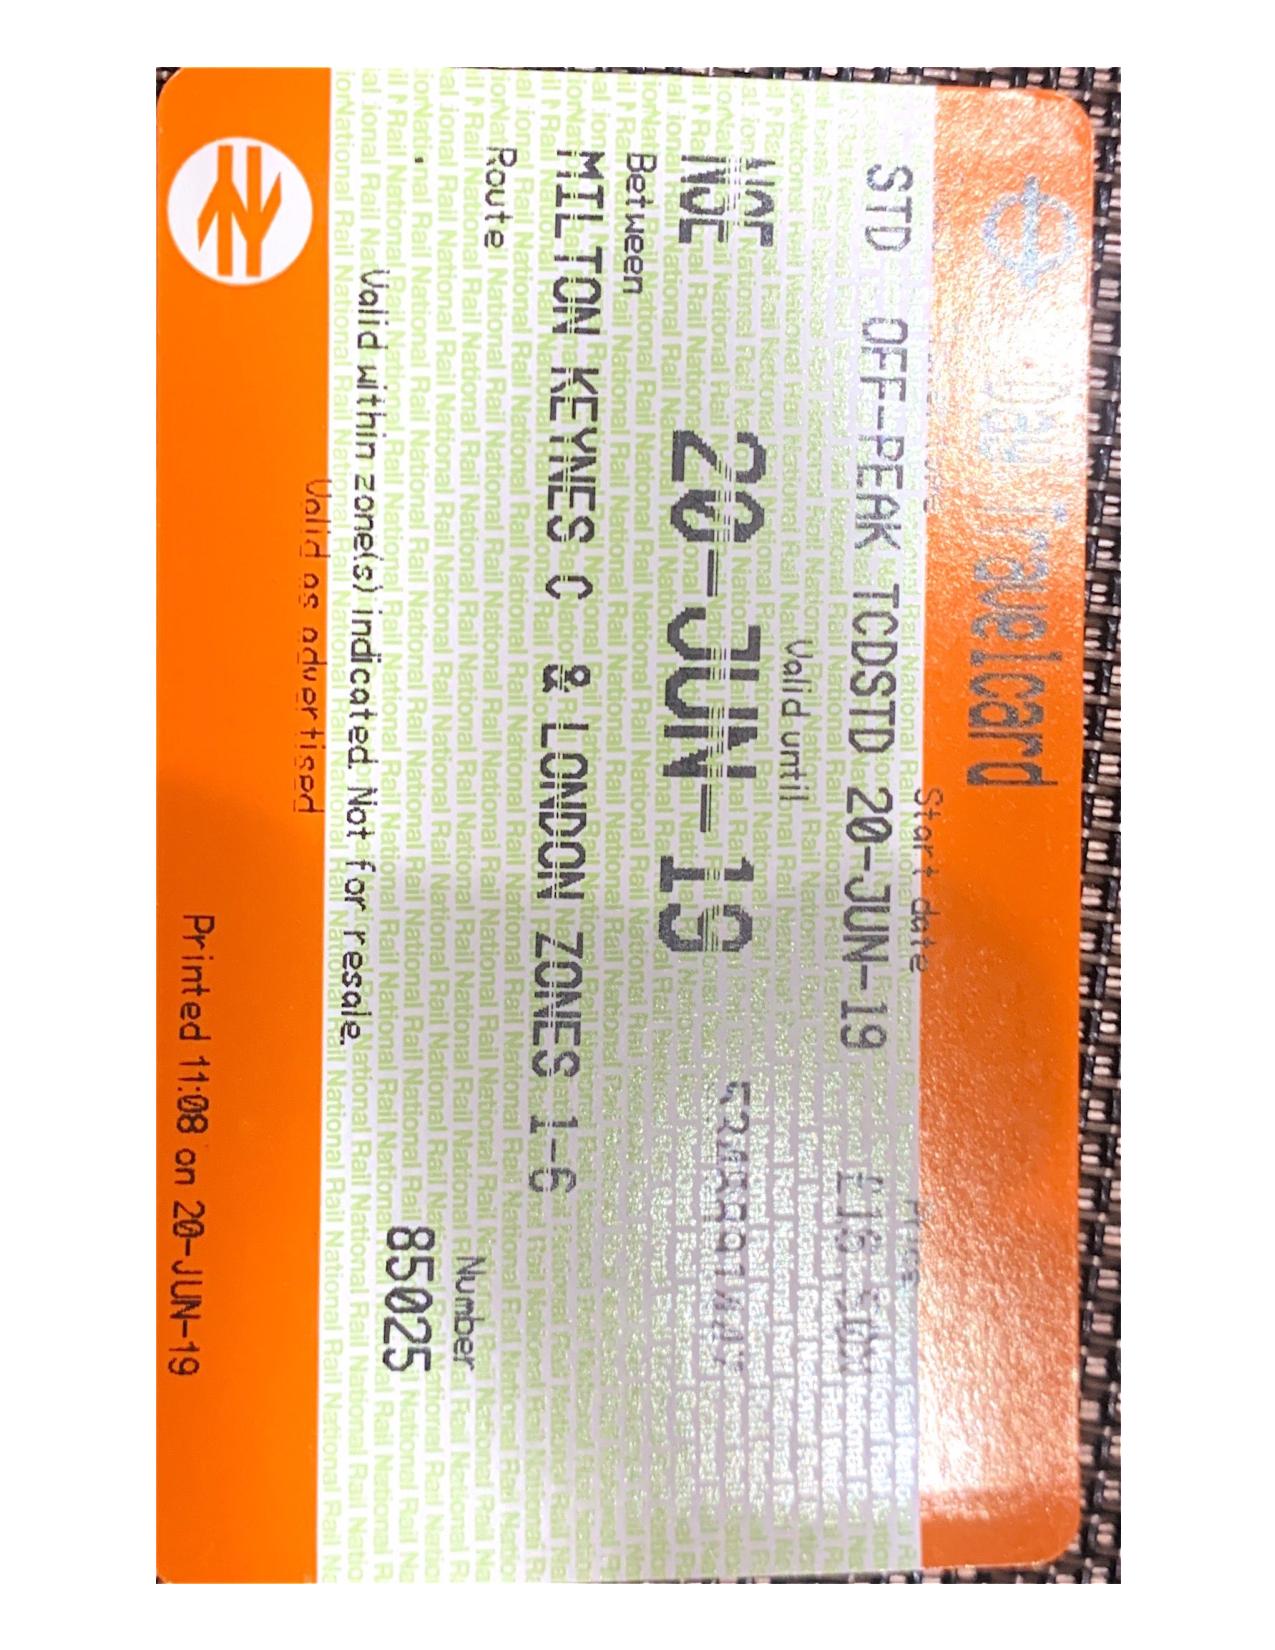 Day Travelcard
Start date
STD OFF-PEAK TCDSTD 20-JUN-19
Valid until
NSE 20-JUN-19
Between
MILTON KEYNES C & LONDON ZONES 1-6
Route Number
. 85025
Valid within zone(s) indicated. Not for resale.
Valid as advertised
Printed 11:08 on 20-JUN-19